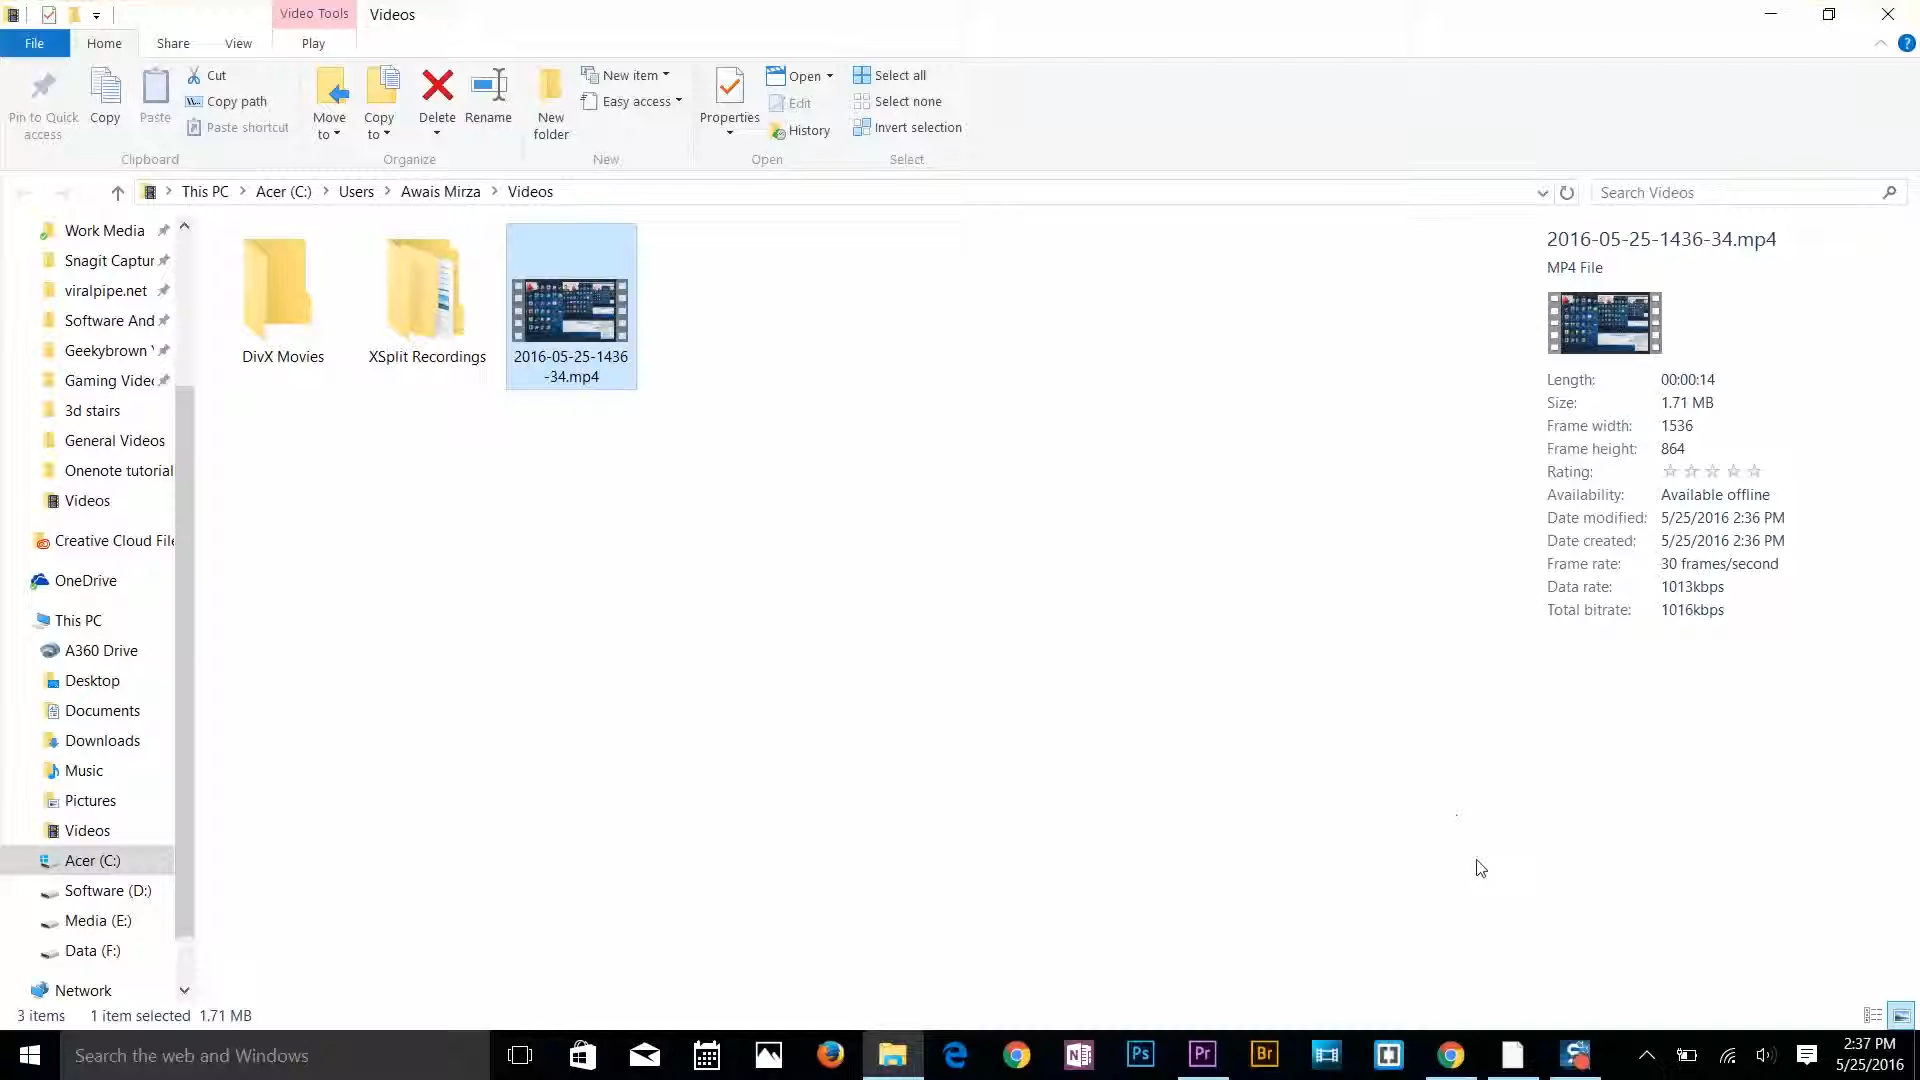 Video Tools
Videos
File
Home
Share
View
Play
Pin to Quick access
Copy
Paste
Cut
Copy path
Paste shortcut
Clipboard
Move to
Copy to
Delete
Rename
Organize
New folder
New item
Easy access
New
Properties
Open
Edit
History
Open
Select all
Select none
Invert selection
Select
This PC > Acer (C:) > Users > Awais Mirza > Videos
Search Videos
Work Media
Snagit Captur
viralpipe.net
Software And
Geekybrown
Gaming Vide
3d stairs
General Videos
Onenote tutorial
Videos
Creative Cloud File
OneDrive
This PC
A360 Drive
Desktop
Documents
Downloads
Music
Pictures
Videos
Acer (C:)
Software (D:)
Media (E:)
Data (F:)
Network
DivX Movies
XSplit Recordings
2016-05-25-1436
-34.mp4
2016-05-25-1436-34.mp4
MP4 File
Length: 00:00:14
Size: 1.71 MB
Frame width: 1536
Frame height: 864
Rating:
Availability: Available offline
Date modified: 5/25/2016 2:36 PM
Date created: 5/25/2016 2:36 PM
Frame rate: 30 frames/second
Data rate: 1013kbps
Total bitrate: 1016kbps
3 items
1 item selected 1.71 MB
Search the web and Windows
N
Ps
Pr
Br
2:37 PM
5/25/2016